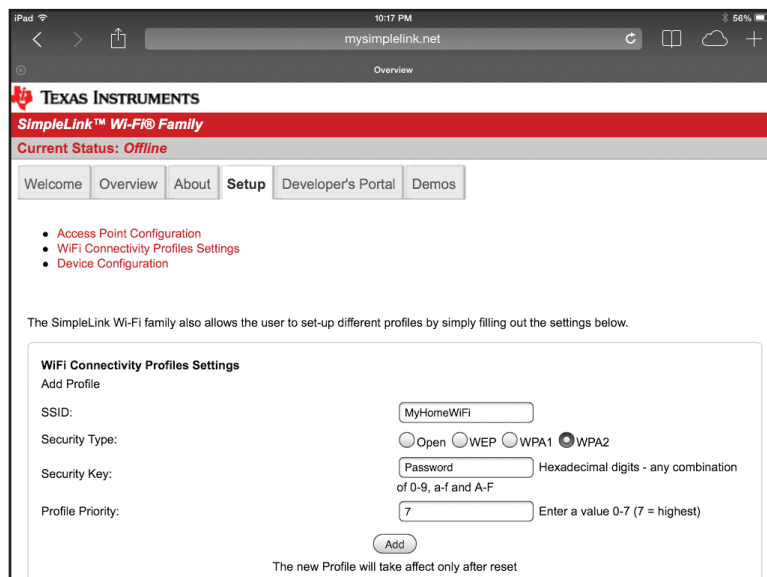 iPad 10:17 PM 56%
mysimplelink.net
Overview
TEXAS INSTRUMENTS
SimpleLink™ Wi-Fi® Family
Current Status: Offline
Welcome Overview About Setup Developer's Portal Demos
• Access Point Configuration
• WiFi Connectivity Profiles Settings
• Device Configuration
The SimpleLink Wi-Fi family also allows the user to set-up different profiles by simply filling out the settings below.
WiFi Connectivity Profiles Settings
Add Profile
SSID: MyHomeWiFi
Security Type: Open WEP WPA1 WPA2
Security Key: Password Hexadecimal digits - any combination
of 0-9, a-f and A-F
Profile Priority: 7 Enter a value 0-7 (7 = highest)
Add
The new Profile will take affect only after reset